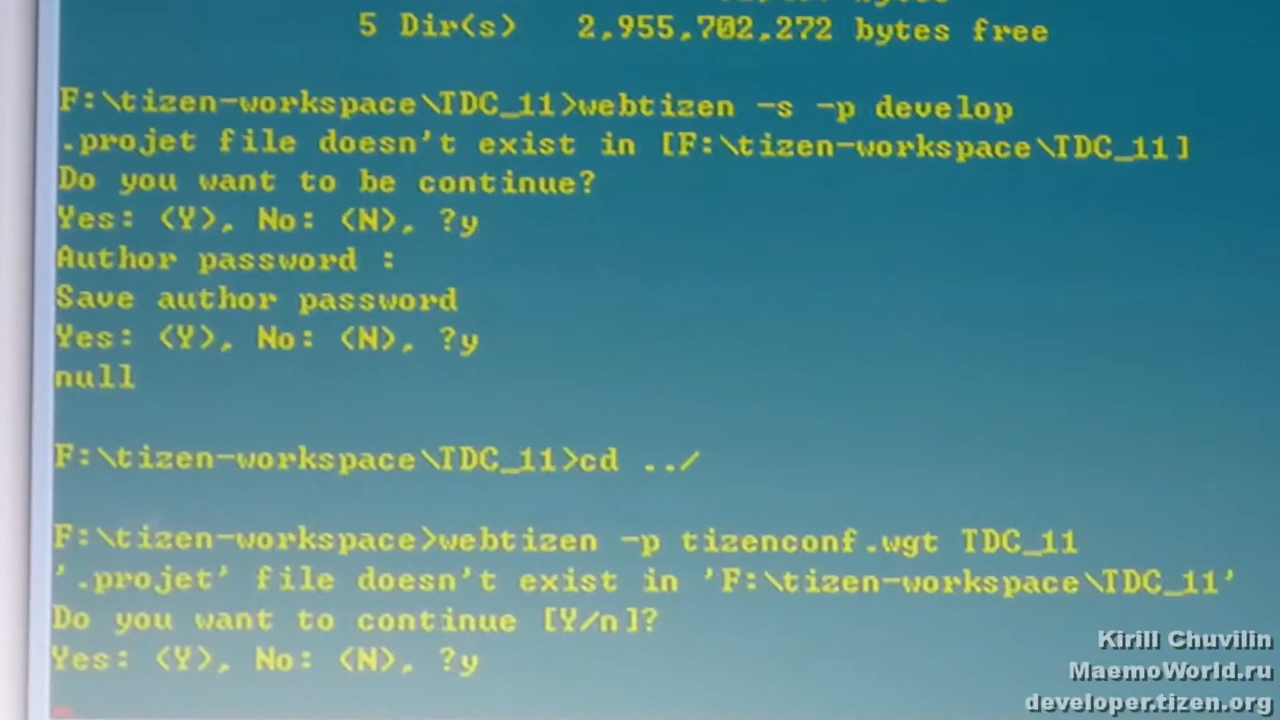 5 Dir(s) 2,955,702,272 bytes free
F:\tizen-workspace\TDC_11>webtizen -s -p develop
.projet file doesn't exist in [F:\tizen-workspace\TDC_11]
Do you want to be continue?
Yes: (Y), No: (N), ?y
Author password :
Save author password
Yes: (Y), No: (N), ?y
null
F:\tizen-workspace\TDC_11>cd ../
F:\tizen-workspace>webtizen -p tizenconf.wgt TDC_11
'.projet' file doesn't exist in 'F:\tizen-workspace\TDC_11'
Do you want to continue [Y/n]?
Yes: (Y), No: (N), ?y
Kirill Chuvilin
MaemoWorld.ru
developer.tizen.org